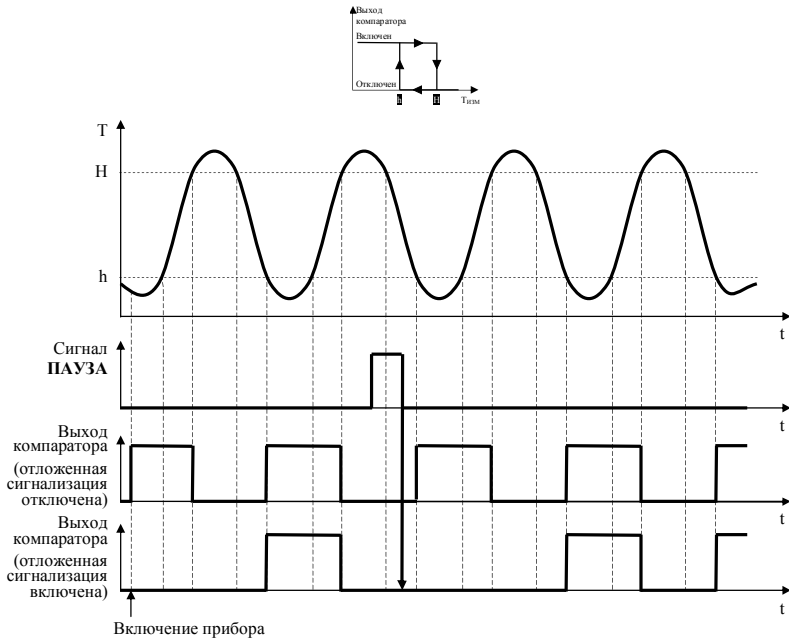 Выход
компаратора
Включен
Отключен
h
H
Tизм
T
H
h
t
Сигнал
ПАУЗА
t
Выход
компаратора
(отложенная
сигнализация
отключена)
t
Выход
компаратора
(отложенная
сигнализация
включена)
t
Включение прибора